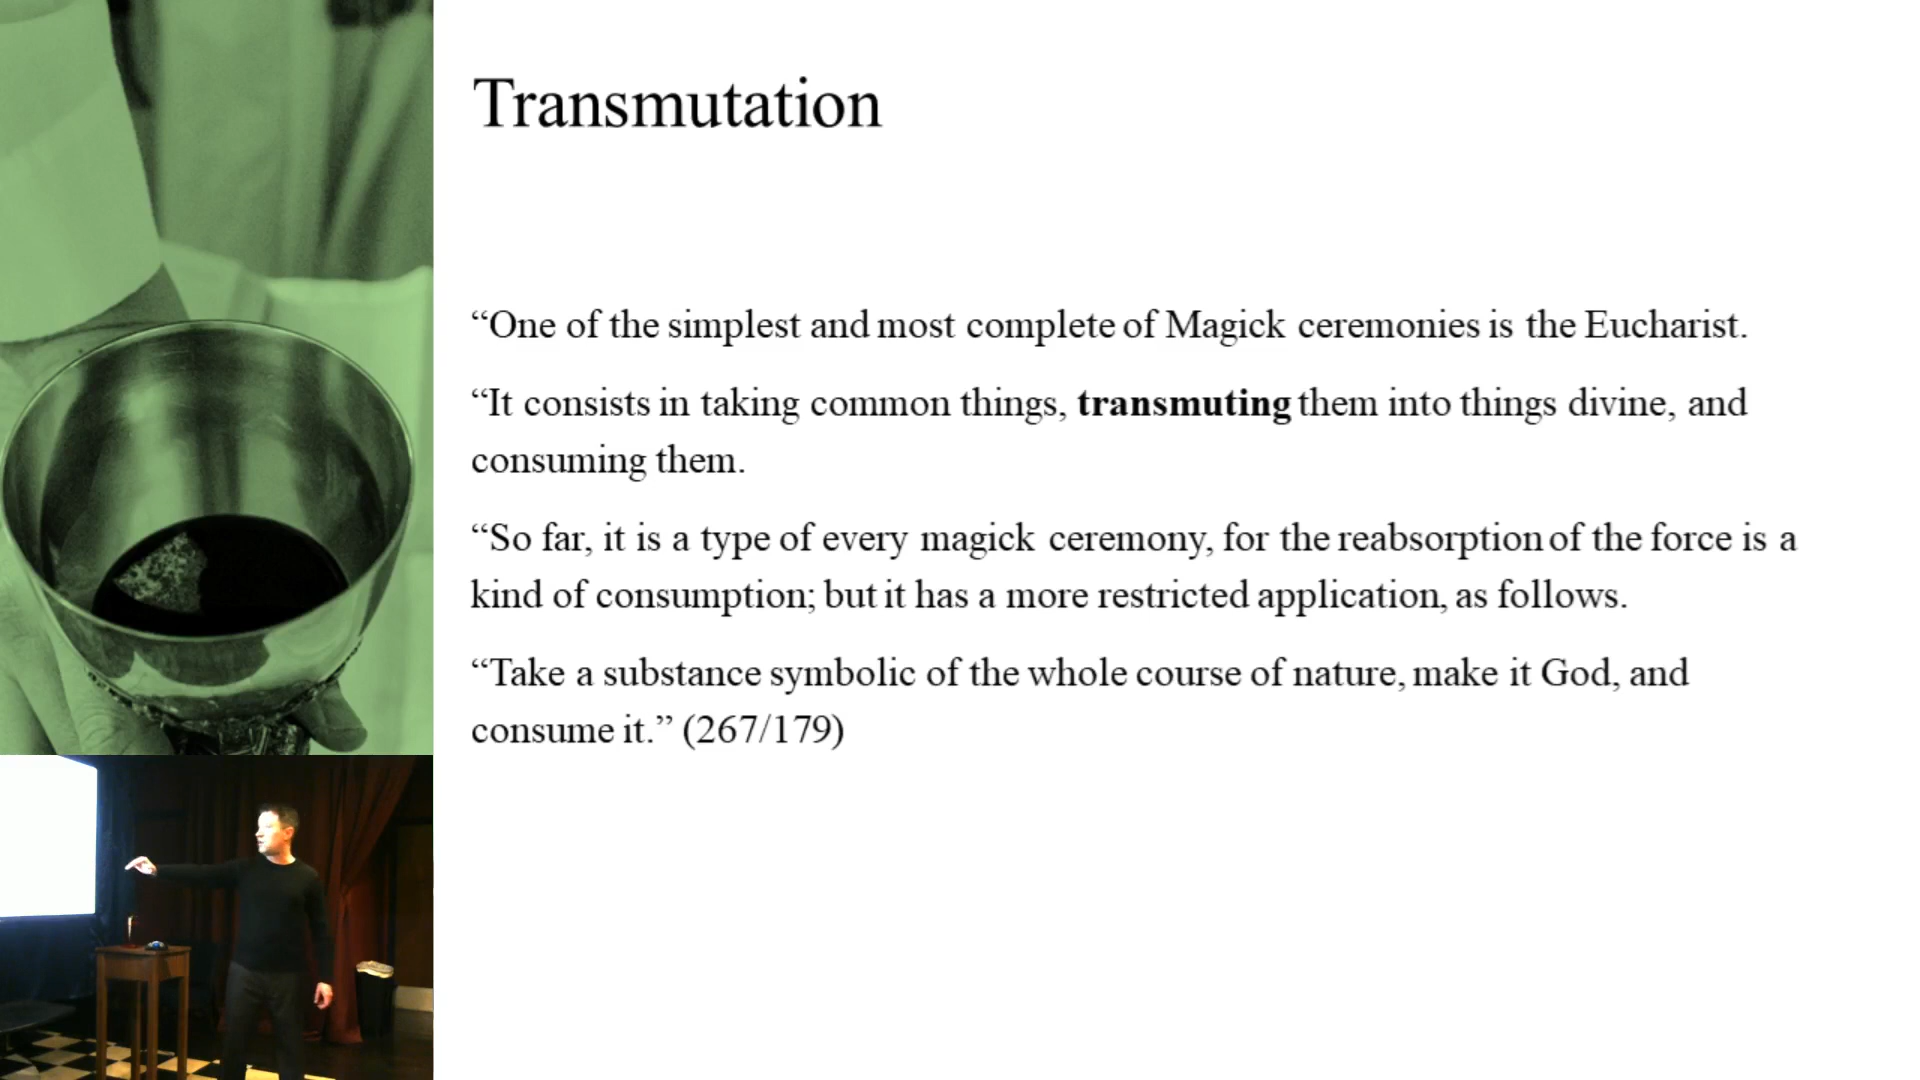 Transmutation
“One of the simplest and most complete of Magick ceremonies is the Eucharist.
“It consists in taking common things, transmuting them into things divine, and
consuming them.
“So far, it is a type of every magick ceremony, for the reabsorption of the force is a
kind of consumption; but it has a more restricted application, as follows.
“Take a substance symbolic of the whole course of nature, make it God, and
consume it.” (267/179)